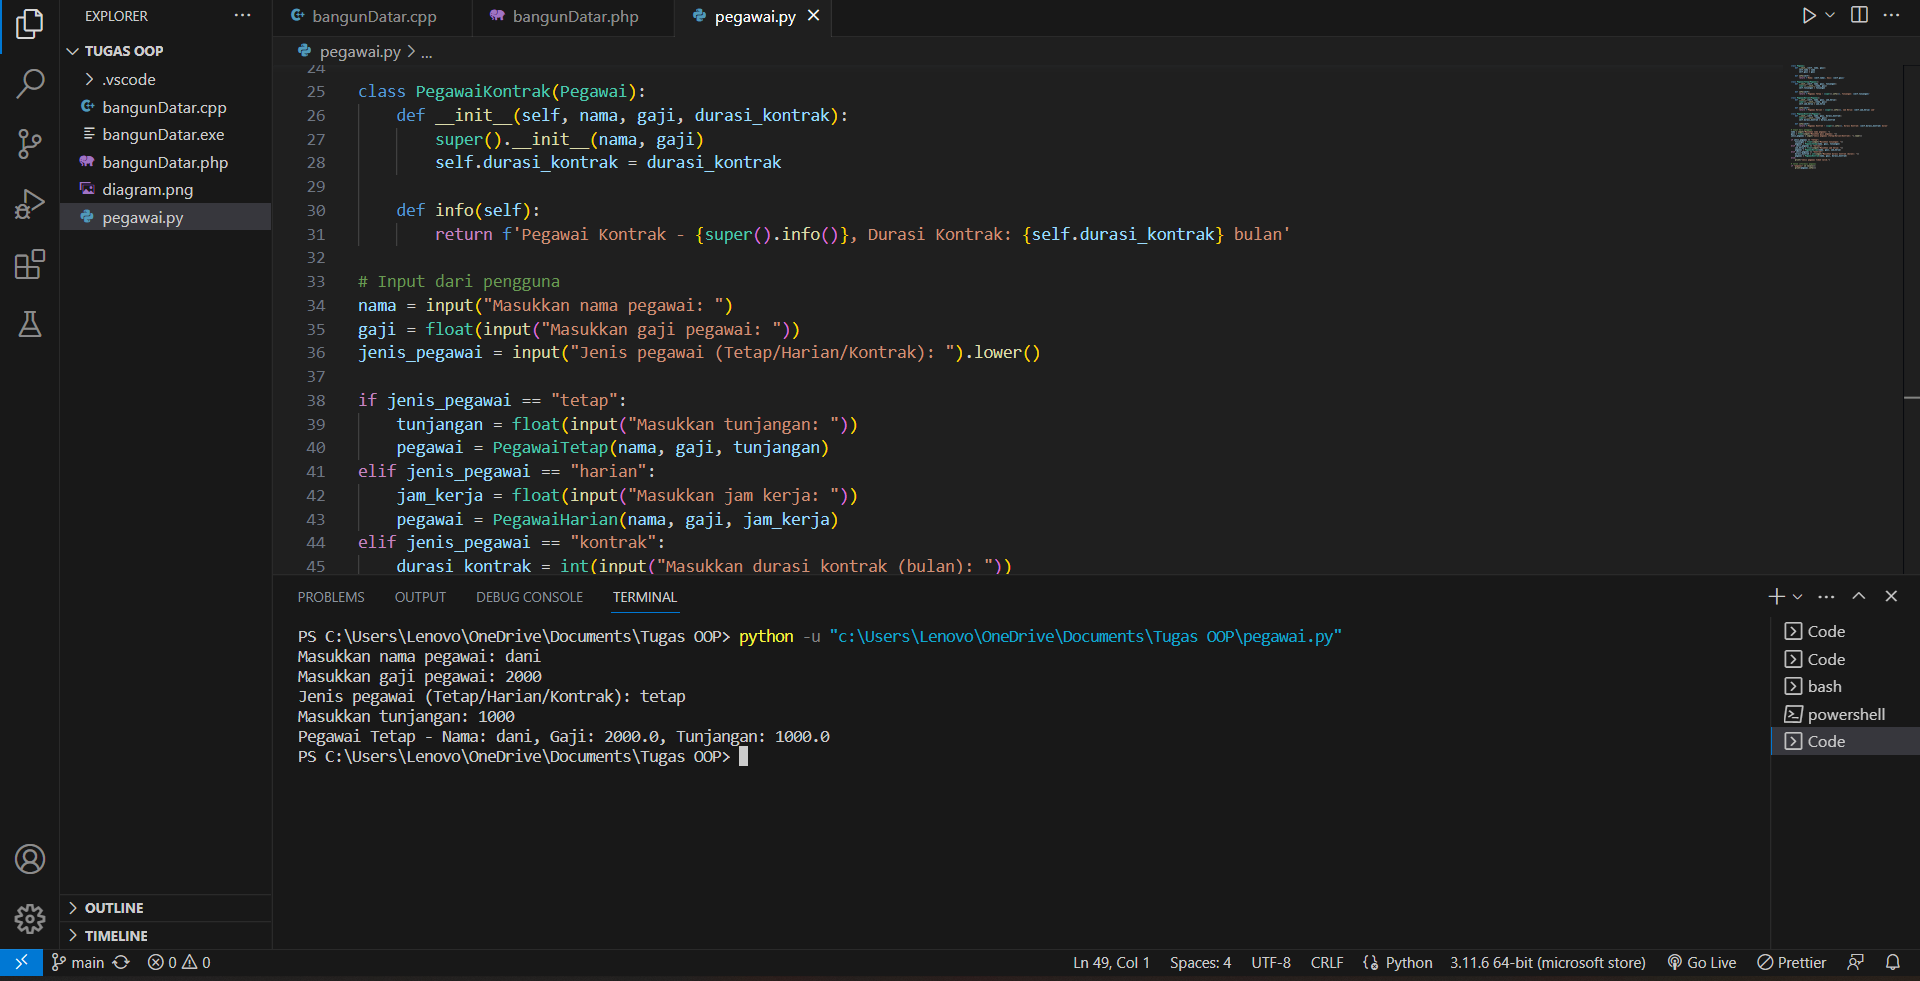 EXPLORER
TUGAS OOP
.vscode
bangunDatar.cpp
bangunDatar.exe
bangunDatar.php
diagram.png
pegawai.py
OUTLINE
TIMELINE
bangunDatar.cpp bangunDatar.php pegawai.py
pegawai.py > ...
24
25 class PegawaiKontrak(Pegawai):
26 def __init__(self, nama, gaji, durasi_kontrak):
27 super().__init__(nama, gaji)
28 self.durasi_kontrak = durasi_kontrak
29
30 def info(self):
31 return f'Pegawai Kontrak - {super().info()}, Durasi Kontrak: {self.durasi_kontrak} bulan'
32
33 # Input dari pengguna
34 nama = input("Masukkan nama pegawai: ")
35 gaji = float(input("Masukkan gaji pegawai: "))
36 jenis_pegawai = input("Jenis pegawai (Tetap/Harian/Kontrak): ").lower()
37
38 if jenis_pegawai == "tetap":
39 tunjangan = float(input("Masukkan tunjangan: "))
40 pegawai = PegawaiTetap(nama, gaji, tunjangan)
41 elif jenis_pegawai == "harian":
42 jam_kerja = float(input("Masukkan jam kerja: "))
43 pegawai = PegawaiHarian(nama, gaji, jam_kerja)
44 elif jenis_pegawai == "kontrak":
45 durasi_kontrak = int(input("Masukkan durasi kontrak (bulan): "))
PROBLEMS OUTPUT DEBUG CONSOLE TERMINAL
PS C:\Users\Lenovo\OneDrive\Documents\Tugas OOP> python -u "c:\Users\Lenovo\OneDrive\Documents\Tugas OOP\pegawai.py"
Masukkan nama pegawai: dani
Masukkan gaji pegawai: 2000
Jenis pegawai (Tetap/Harian/Kontrak): tetap
Masukkan tunjangan: 1000
Pegawai Tetap - Nama: dani, Gaji: 2000.0, Tunjangan: 1000.0
PS C:\Users\Lenovo\OneDrive\Documents\Tugas OOP>
Code
Code
bash
powershell
Code
main 0 0 Ln 49, Col 1 Spaces: 4 UTF-8 CRLF Python 3.11.6 64-bit (microsoft store) Go Live Prettier